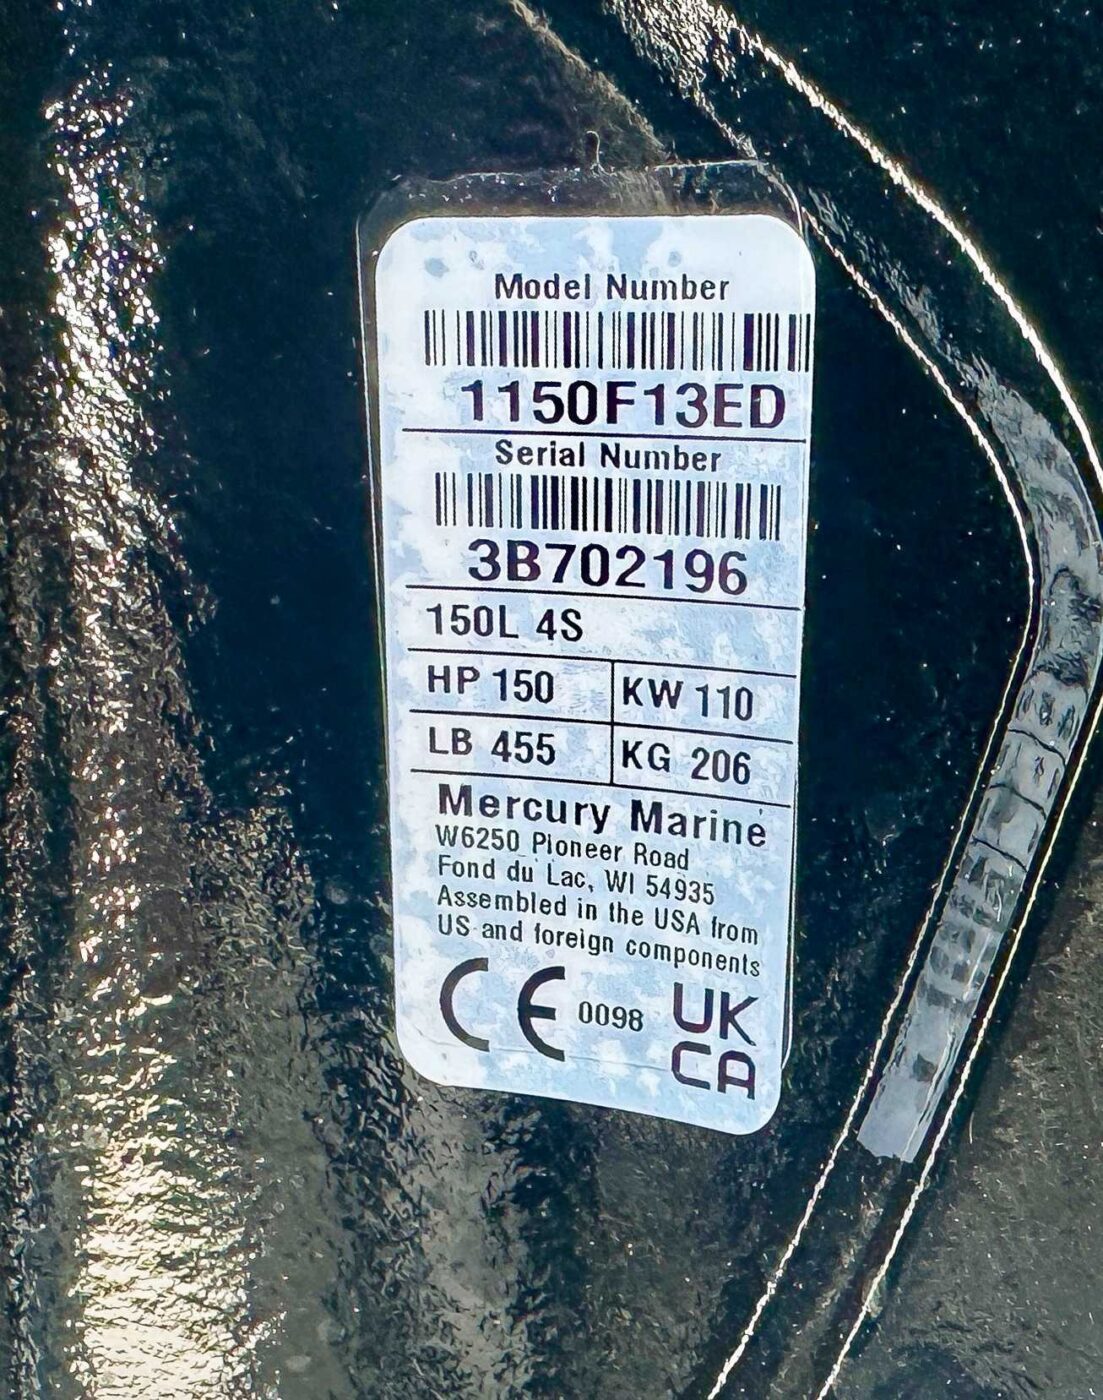 Model Number
1150F13ED
Serial Number
3B702196
150L 4S
HP 150 KW 110
LB 455 KG 206
Mercury Marine
W6250 Pioneer Road
Fond du Lac, WI 54935
Assembled in the USA from
US and foreign components
CE 0098 UK
CA